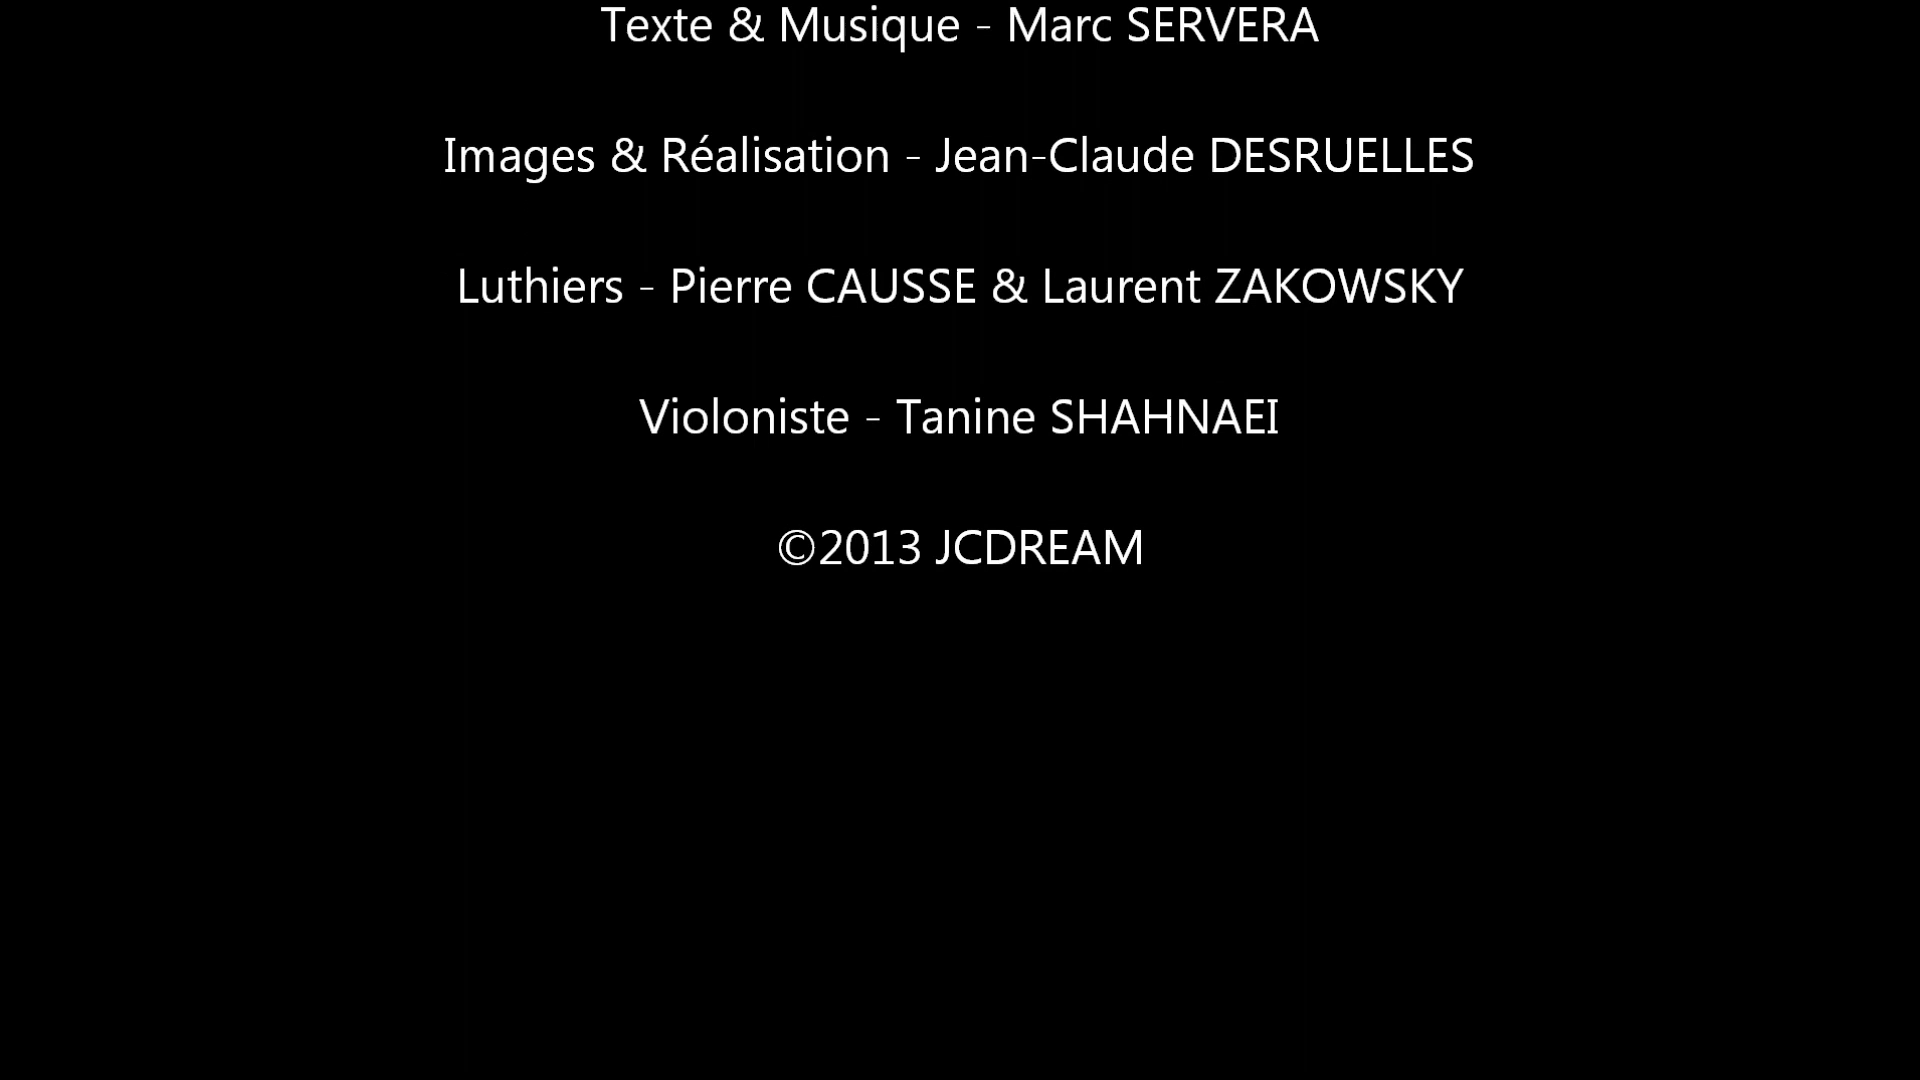 Texte & Musique - Marc SERVERA
Images & Réalisation - Jean-Claude DESRUELLES
Luthiers - Pierre CAUSSE & Laurent ZAKOWSKY
Violoniste - Tanine SHAHNAEI
©2013 JCDREAM